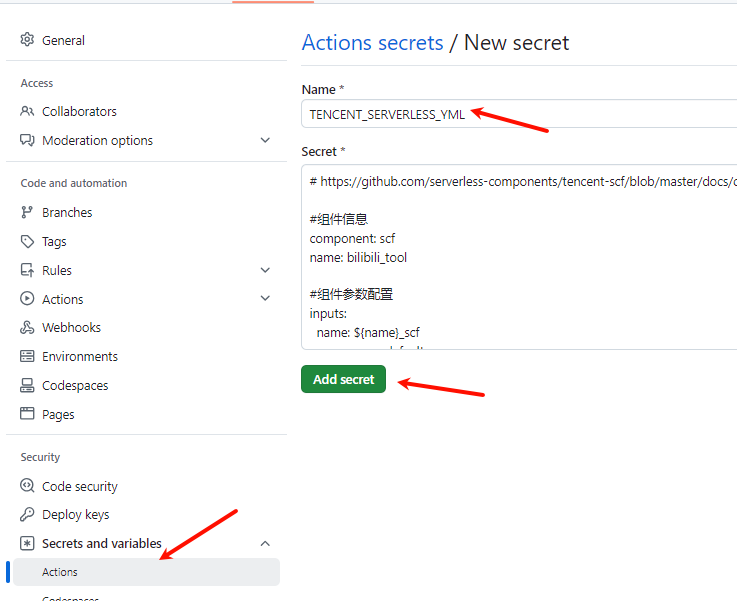 General
Access
Collaborators
Moderation options
Code and automation
Branches
Tags
Rules
Actions
Webhooks
Environments
Codespaces
Pages
Security
Code security
Deploy keys
Secrets and variables
Actions
Codespaces
Actions secrets / New secret
Name *
TENCENT_SERVERLESS_YML
Secret *
# https://github.com/serverless-components/tencent-scf/blob/master/docs/c
#组件信息
component: scf
name: bilibili_tool
#组件参数配置
inputs:
name: ${name}_scf
Add secret